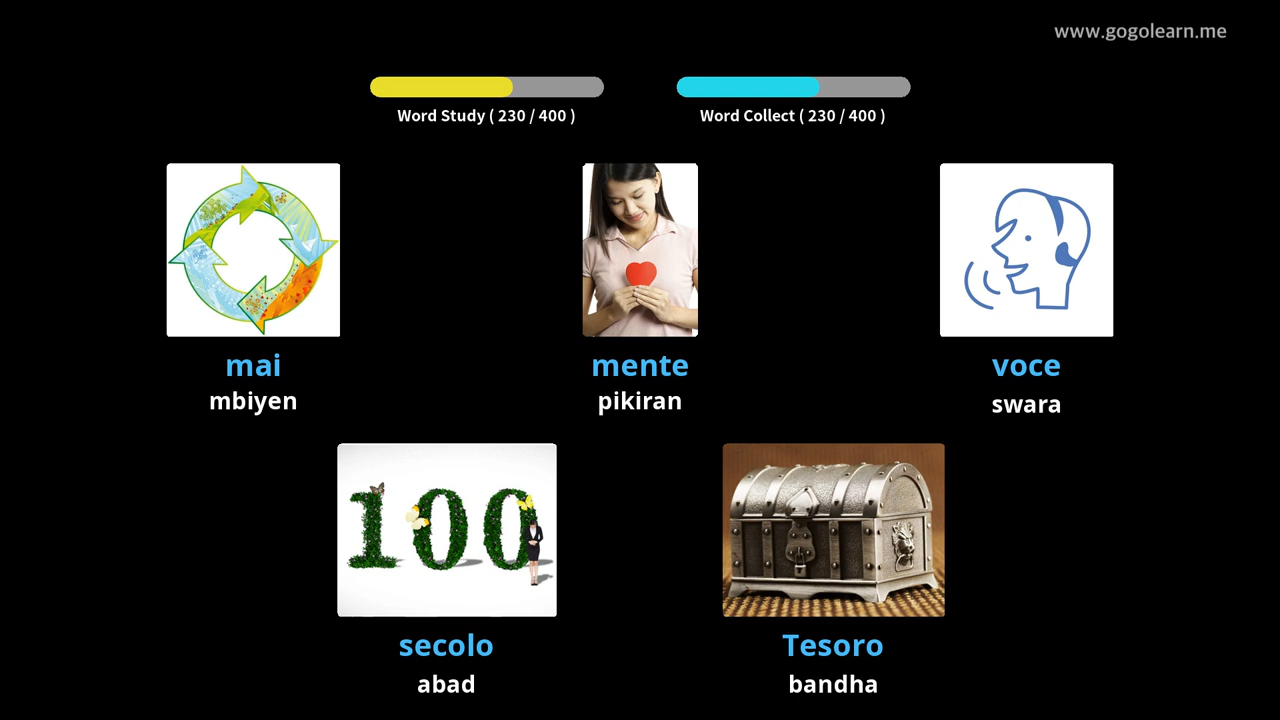 www.gogolearn.me
Word Study ( 230 / 400 )
Word Collect ( 230 / 400 )
mai
mbiyen
mente
pikiran
voce
swara
100
secolo
abad
Tesoro
bandha